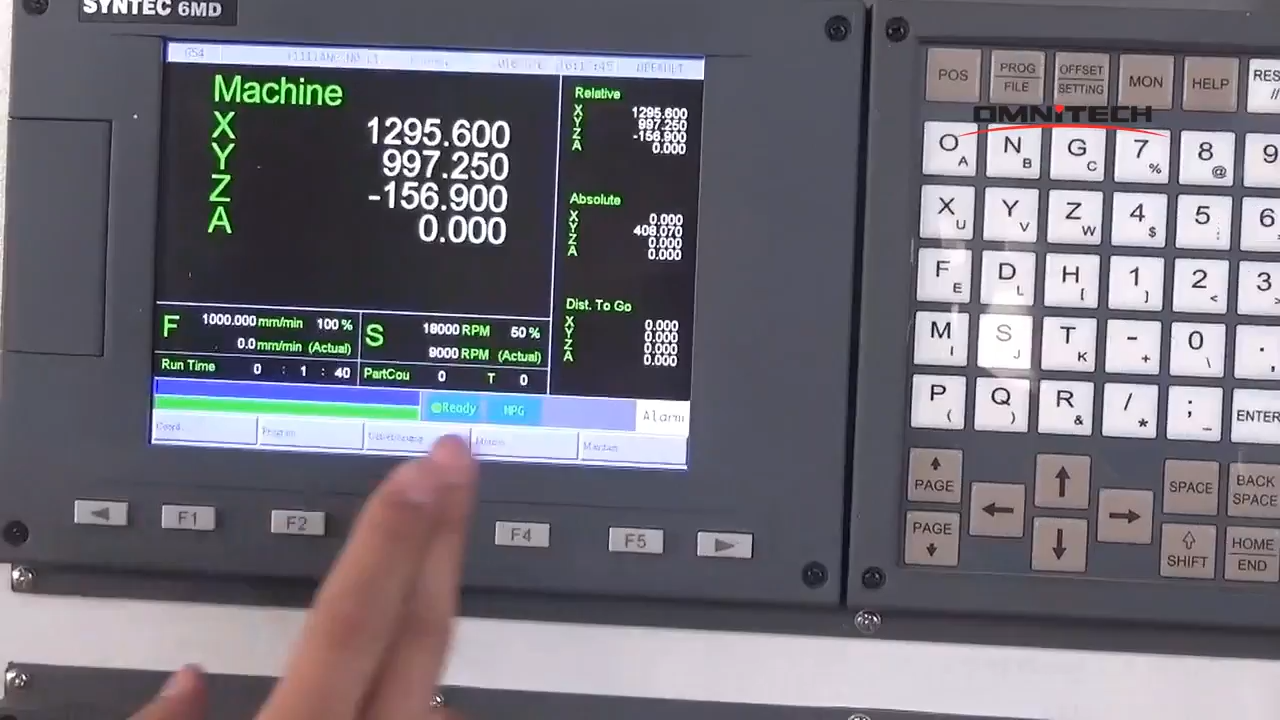 SYNTEC 6MD
G54 DEFAULT
Machine
X 1295.600
Y 997.250
Z -156.900
A 0.000
Relative
X 1295.600
Y 997.250
Z -156.900
A 0.000
Absolute
X 0.000
Y 408.070
Z 0.000
A 0.000
Dist. To Go
X 0.000
Y 0.000
Z 0.000
A 0.000
F 1000.000 mm/min 100 %
0.0 mm/min (Actual)
S 18000 RPM 50 %
9000 RPM (Actual)
Run Time 0 : 1 : 40
PartCou 0 T 0
Ready MPG Alarm
Coord. Program
F1 F2 F4 F5
OMNITECH
POS PROG FILE OFFSET SETTING MON HELP RES //
O A N B G C 7 % 8 @ 9
X U Y V Z W 4 $ 5 : 6
F E D L H [ 1 ] 2 < 3
M I S J T K - + 0 \ .
P ( Q ) R & / * ; _ ENTER
PAGE SPACE BACK SPACE
PAGE SHIFT HOME END